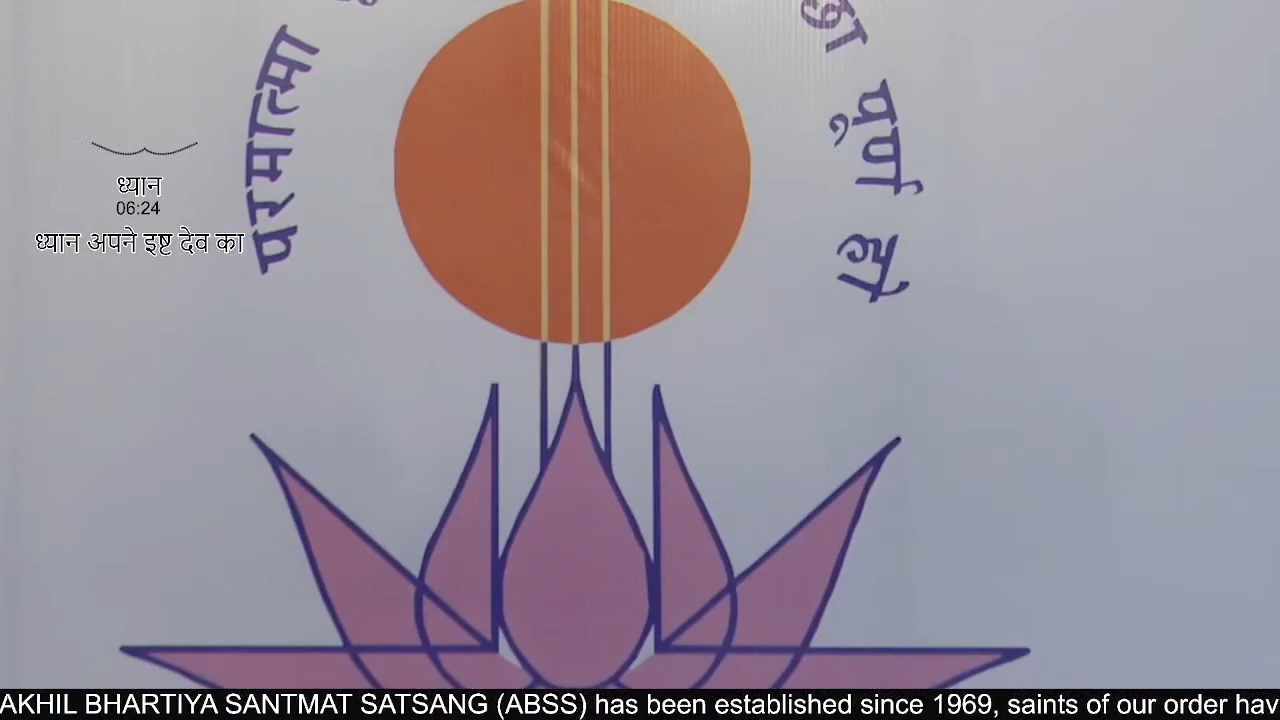 परमात्मा
पूर्ण हो
ध्यान
06:24
ध्यान अपने इष्ट देव का
AKHIL BHARTIYA SANTMAT SATSANG (ABSS) has been established since 1969, saints of our order hav